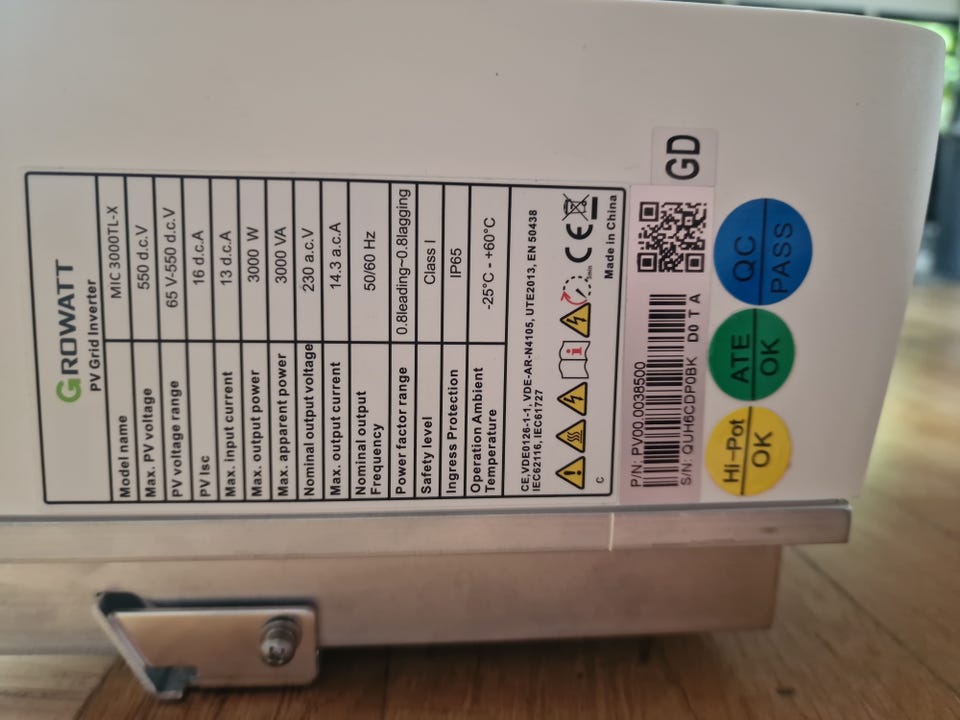 GROWATT
PV Grid Inverter
Model name MIC 3000TL-X
Max. PV voltage 550 d.c.V
PV voltage range 65 V-550 d.c.V
PV Isc 16 d.c.A
Max. input current 13 d.c.A
Max. output power 3000 W
Max. apparent power 3000 VA
Nominal output voltage 230 a.c.V
Max. output current 14.3 a.c.A
Nominal output Frequency 50/60 Hz
Power factor range 0.8leading~0.8lagging
Safety level Class I
Ingress Protection IP65
Operation Ambient Temperature -25°C - +60°C
CE,VDE0126-1-1, VDE-AR-N4105, UTE2013, EN 50438
IEC62116,IEC61727
5min
CE
C
Made in China
P/N: PV00.0038500
S/N: QUH6CDP0BK D0 T A
GD
Hi-Pot
OK
ATE
OK
QC
PASS